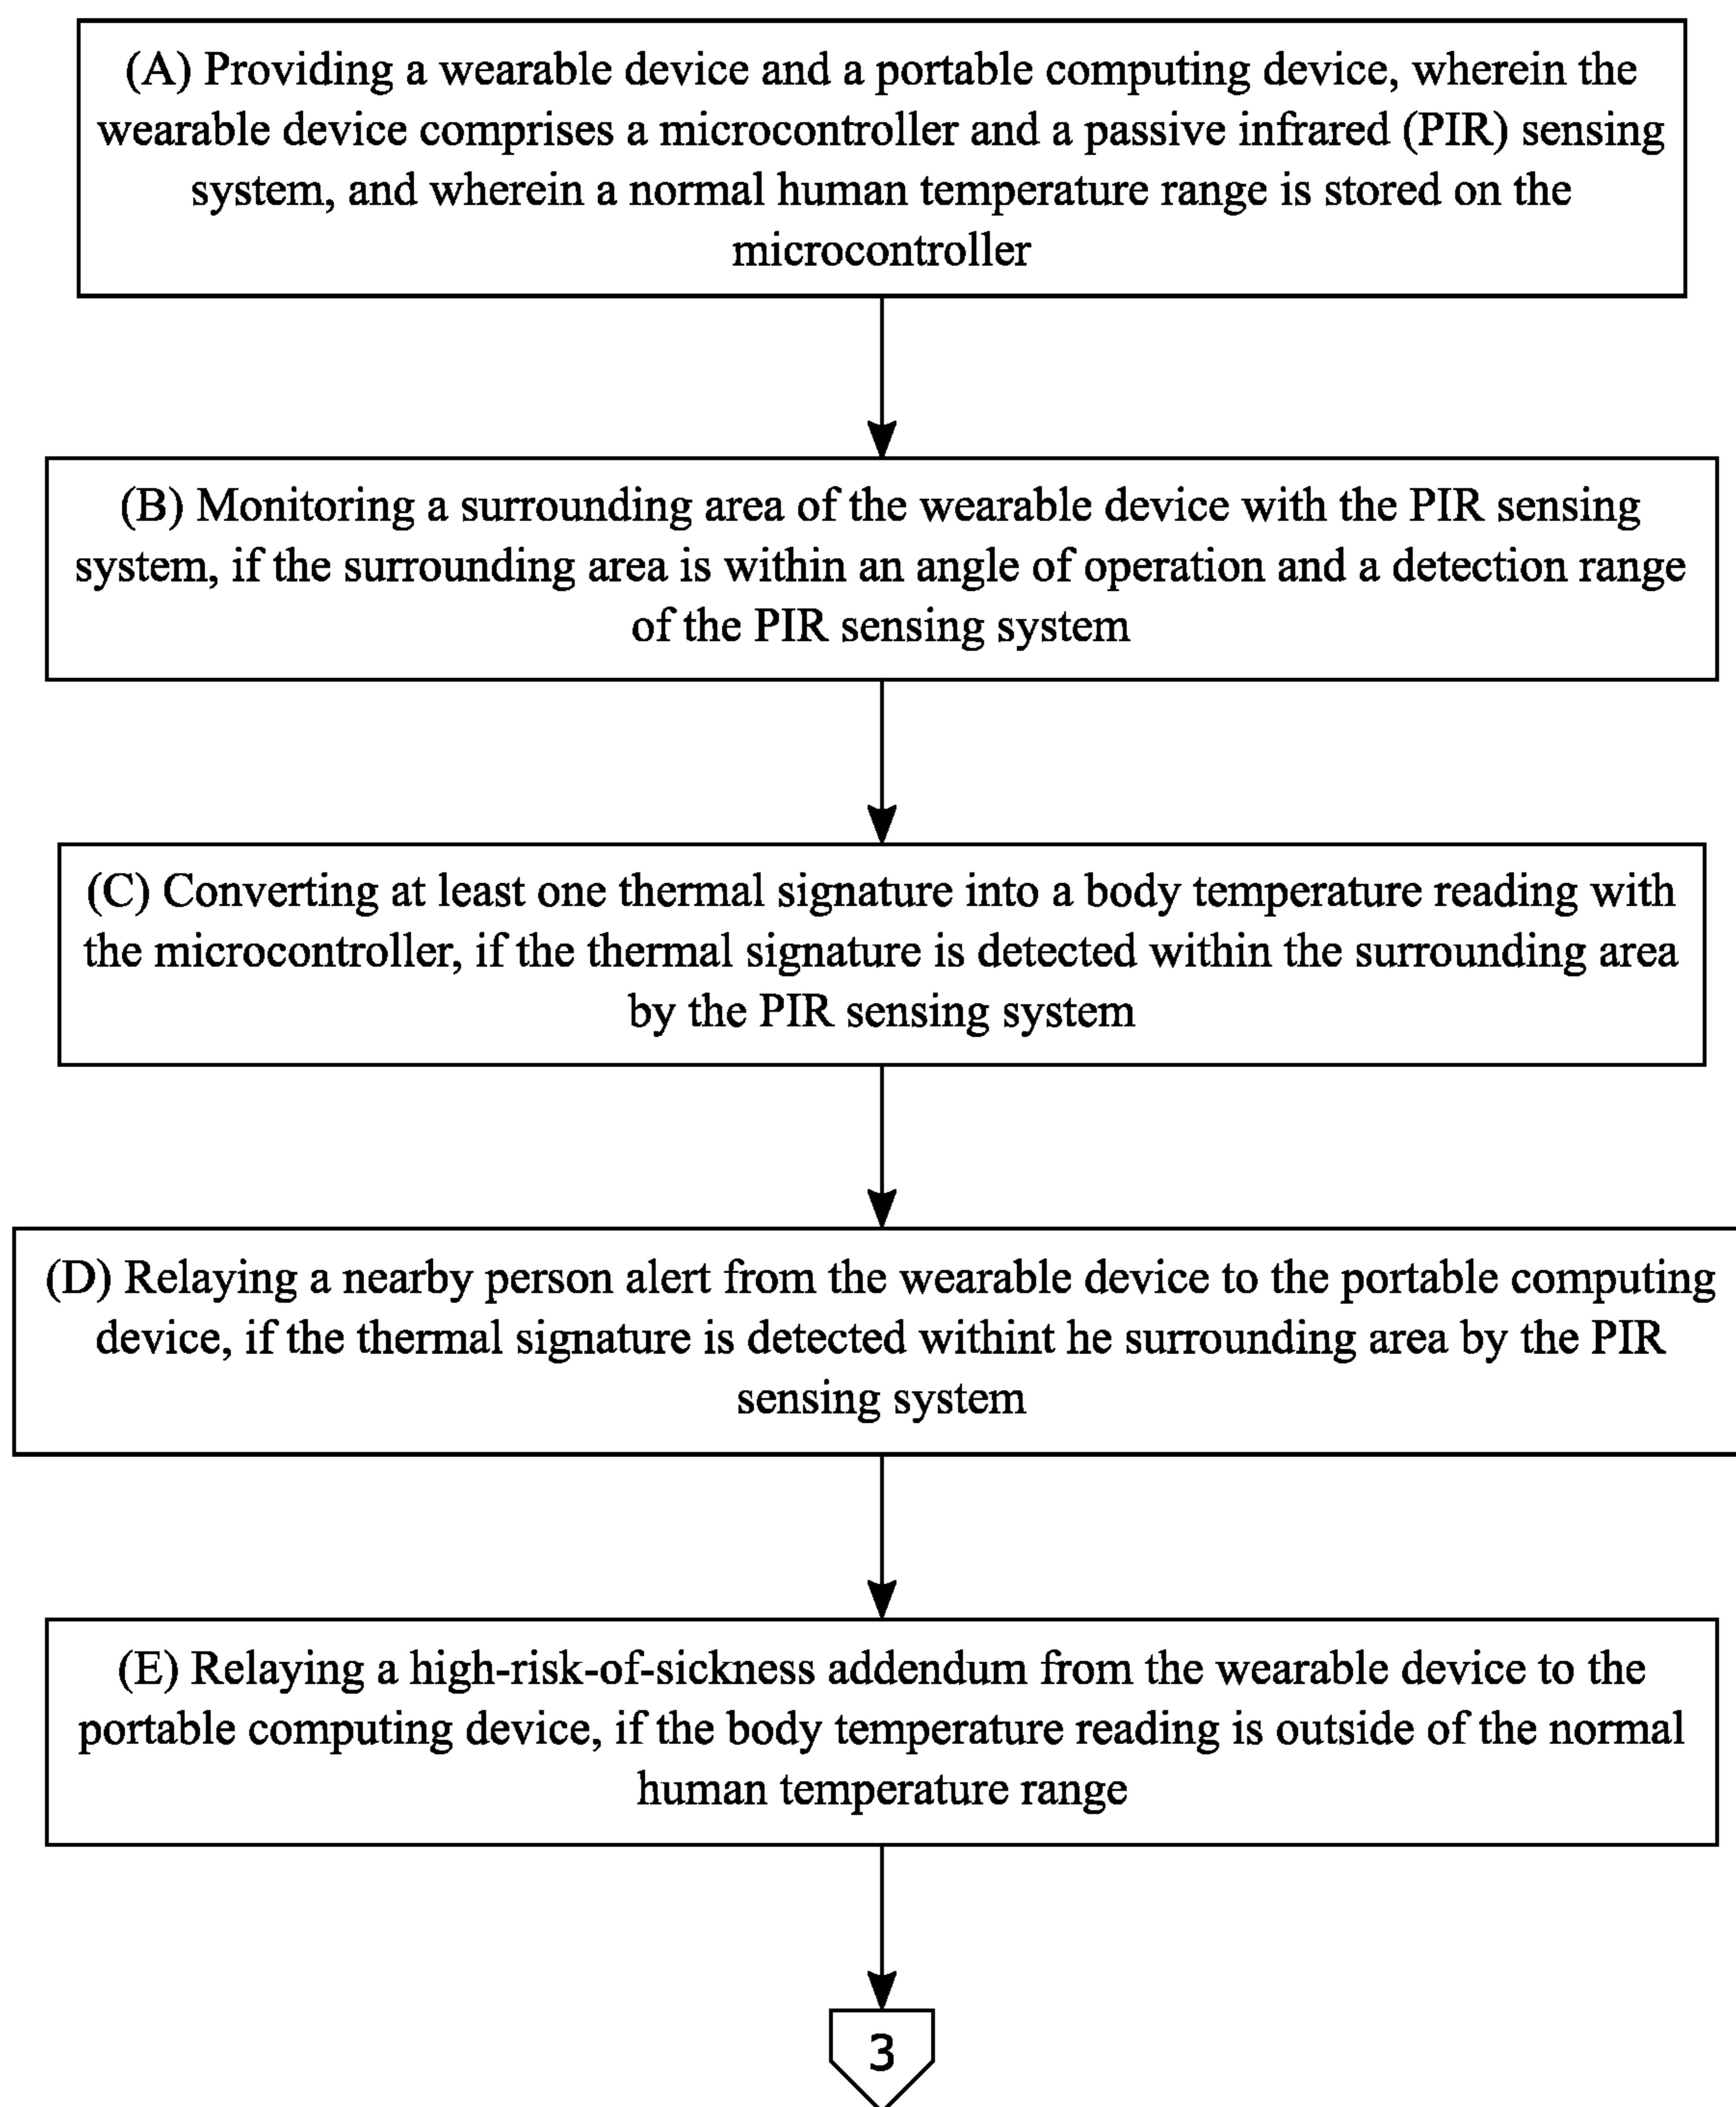 (A) Providing a wearable device and a portable computing device, wherein the
wearable device comprises a microcontroller and a passive infrared (PIR) sensing
system, and wherein a normal human temperature range is stored on the
microcontroller
(B) Monitoring a surrounding area of the wearable device with the PIR sensing
system, if the surrounding area is within an angle of operation and a detection range
of the PIR sensing system
(C) Converting at least one thermal signature into a body temperature reading with
the microcontroller, if the thermal signature is detected within the surrounding area
by the PIR sensing system
(D) Relaying a nearby person alert from the wearable device to the portable computing
device, if the thermal signature is detected withint he surrounding area by the PIR
sensing system
(E) Relaying a high-risk-of-sickness addendum from the wearable device to the
portable computing device, if the body temperature reading is outside of the normal
human temperature range
3